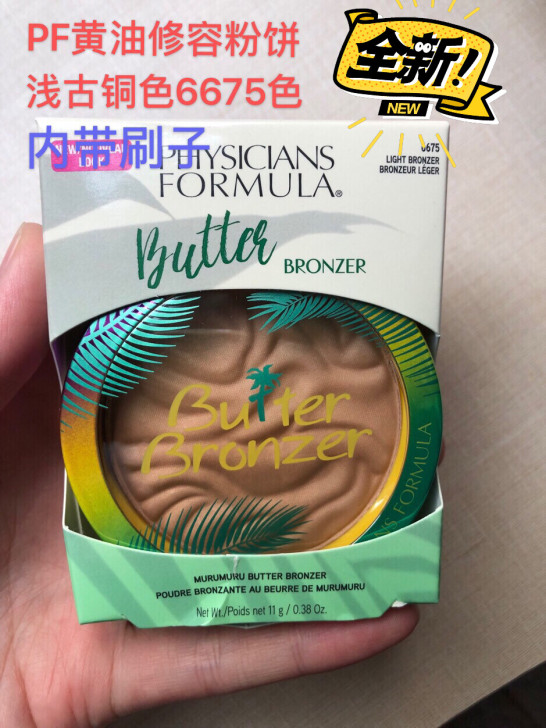 PF黄油修容粉饼
浅古铜色6675色
内带刷子
全新!
NEW
6675
LIGHT BRONZER
BRONZEUR LÉGER
PHYSICIANS
FORMULA®
Butter BRONZER
Butter
Bronzer
FORMULA
MURUMURU BUTTER BRONZER
POUDRE BRONZANTE AU BEURRE DE MURUMURU
Net Wt./Poids net 11 g / 0.38 Oz.